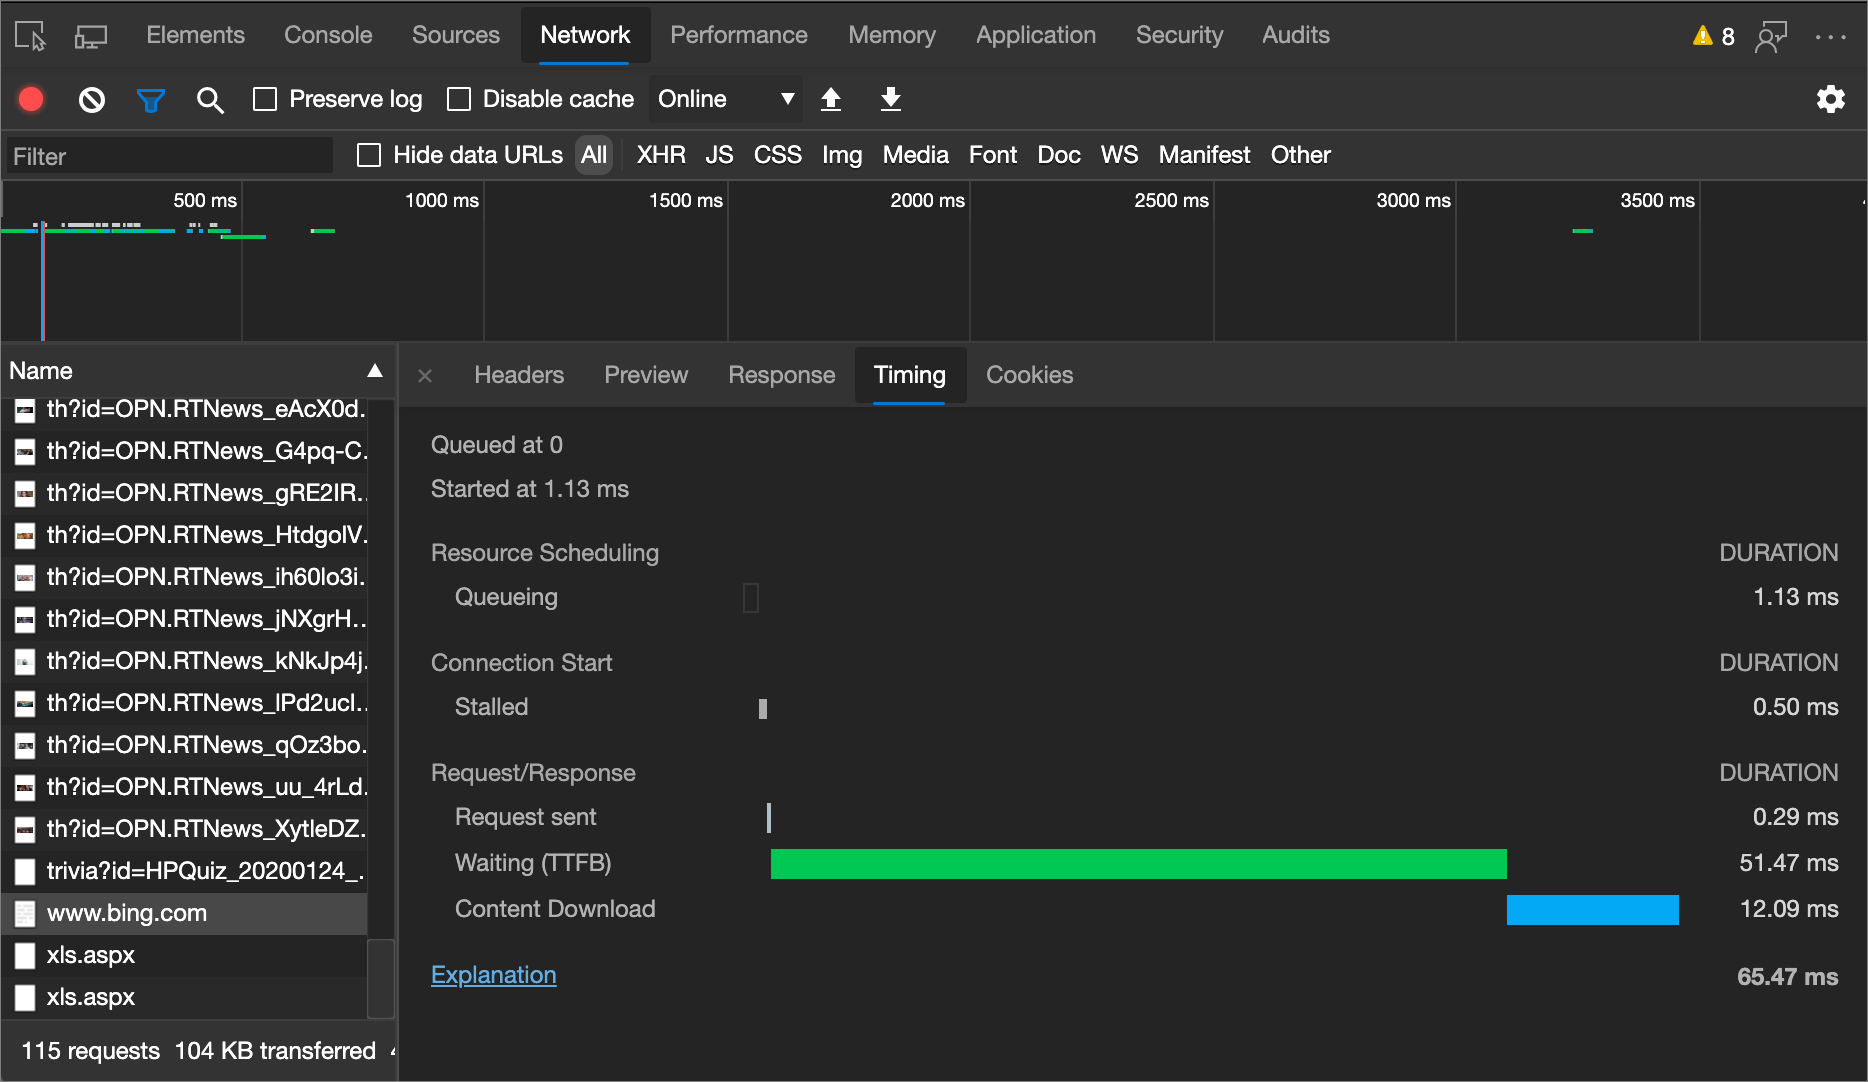 Elements Console Sources Network Performance Memory Application Security Audits 8
Preserve log Disable cache Online
Filter Hide data URLs All XHR JS CSS Img Media Font Doc WS Manifest Other
500 ms 1000 ms 1500 ms 2000 ms 2500 ms 3000 ms 3500 ms
Name
th?id=OPN.RTNews_eAcX0d.
th?id=OPN.RTNews_G4pq-C.
th?id=OPN.RTNews_gRE2IR..
th?id=OPN.RTNews_HtdgoIV.
th?id=OPN.RTNews_ih60lo3i.
th?id=OPN.RTNews_jNXgrH..
th?id=OPN.RTNews_kNkJp4j.
th?id=OPN.RTNews_lPd2ucI..
th?id=OPN.RTNews_qOz3bo.
th?id=OPN.RTNews_uu_4rLd.
th?id=OPN.RTNews_XytleDZ.
trivia?id=HPQuiz_20200124_.
www.bing.com
xls.aspx
xls.aspx
115 requests 104 KB transferred
Headers Preview Response Timing Cookies
Queued at 0
Started at 1.13 ms
Resource Scheduling DURATION
Queueing 1.13 ms
Connection Start DURATION
Stalled 0.50 ms
Request/Response DURATION
Request sent 0.29 ms
Waiting (TTFB) 51.47 ms
Content Download 12.09 ms
Explanation 65.47 ms